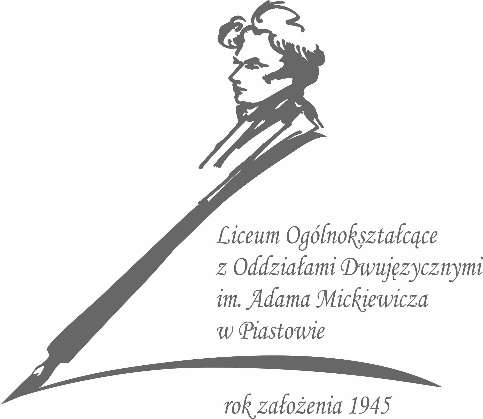 Liceum Ogólnokształcące
z Oddziałami Dwujęzycznymi
im. Adama Mickiewicza
w Piastowie
rok założenia 1945